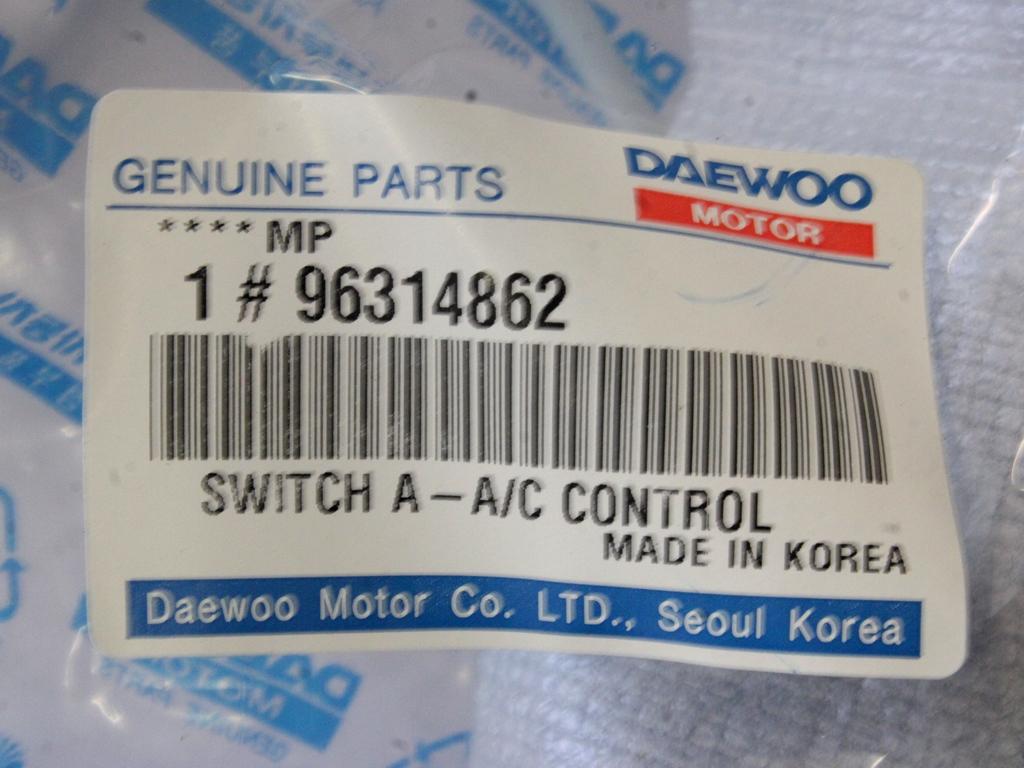 GENUINE PARTS
DAEWOO
MOTOR
****MP
1 # 96314862
SWITCH A-A/C CONTROL
MADE IN KOREA
Daewoo Motor Co. LTD., Seoul Korea